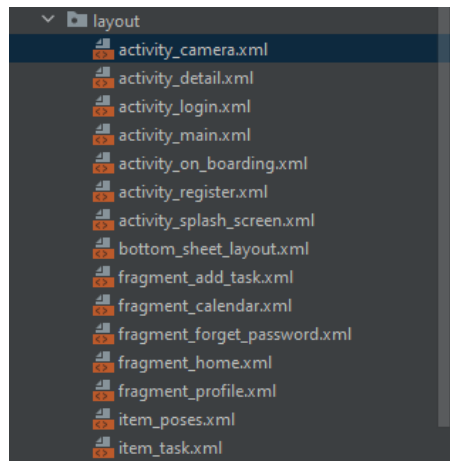 layout
activity_camera.xml
activity_detail.xml
activity_login.xml
activity_main.xml
activity_on_boarding.xml
activity_register.xml
activity_splash_screen.xml
bottom_sheet_layout.xml
fragment_add_task.xml
fragment_calendar.xml
fragment_forget_password.xml
fragment_home.xml
fragment_profile.xml
item_poses.xml
item_task.xml